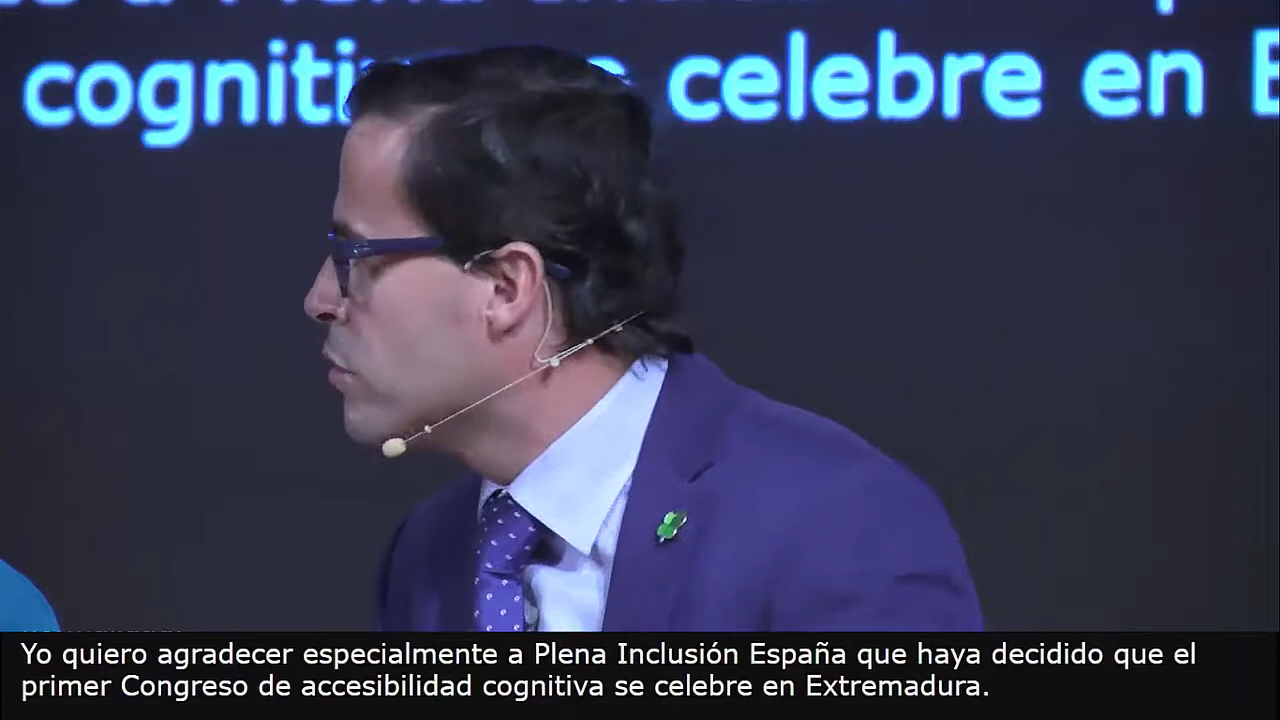 cogniti celebre en E
Yo quiero agradecer especialmente a Plena Inclusión España que haya decidido que el
primer Congreso de accesibilidad cognitiva se celebre en Extremadura.